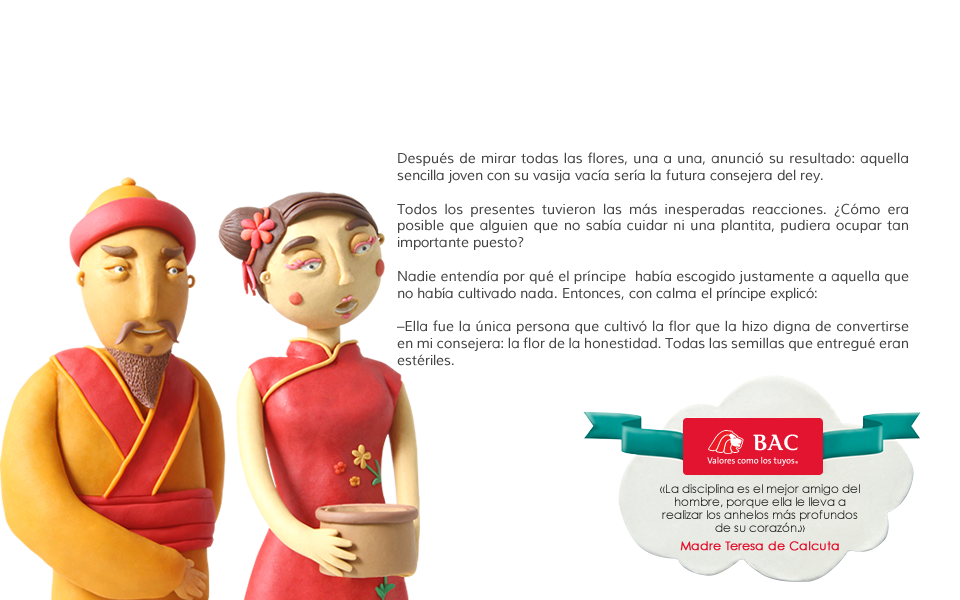 Después de mirar todas las flores, una a una, anunció su resultado: aquella
sencilla joven con su vasija vacía sería la futura consejera del rey.
Todos los presentes tuvieron las más inesperadas reacciones. ¿Cómo era
posible que alguien que no sabía cuidar ni una plantita, pudiera ocupar tan
importante puesto?
Nadie entendía por qué el príncipe había escogido justamente a aquella que
no había cultivado nada. Entonces, con calma el príncipe explicó:
–Ella fue la única persona que cultivó la flor que la hizo digna de convertirse
en mi consejera: la flor de la honestidad. Todas las semillas que entregué eran
estériles.
BAC
Valores como los tuyos.
«La disciplina es el mejor amigo del
hombre, porque ella le lleva a
realizar los anhelos más profundos
de su corazón.»
Madre Teresa de Calcuta